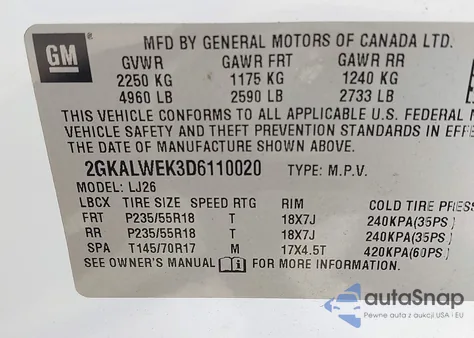 GM ®
MFD BY GENERAL MOTORS OF CANADA LTD.
GVWR GAWR FRT GAWR RR
2250 KG 1175 KG 1240 KG
4960 LB 2590 LB 2733 LB
THIS VEHICLE CONFORMS TO ALL APPLICABLE U.S. FEDERAL
VEHICLE SAFETY AND THEFT PREVENTION STANDARDS IN EFFECT
THE DATE OF MANUFACTURE SHOWN ABOVE.
2GKALWEK3D6110020 TYPE: M.P.V.
MODEL: LJ26
LBCX TIRE SIZE SPEED RTG RIM COLD TIRE PRESS
FRT P235/55R18 T 18X7J 240KPA(35PS)
RR P235/55R18 T 18X7J 240KPA(35PS)
SPA T145/70R17 M 17X4.5T 420KPA(60PS)
SEE OWNER'S MANUAL FOR MORE INFORMATION.
autoSnap
Pewne auta z aukcji USA i EU